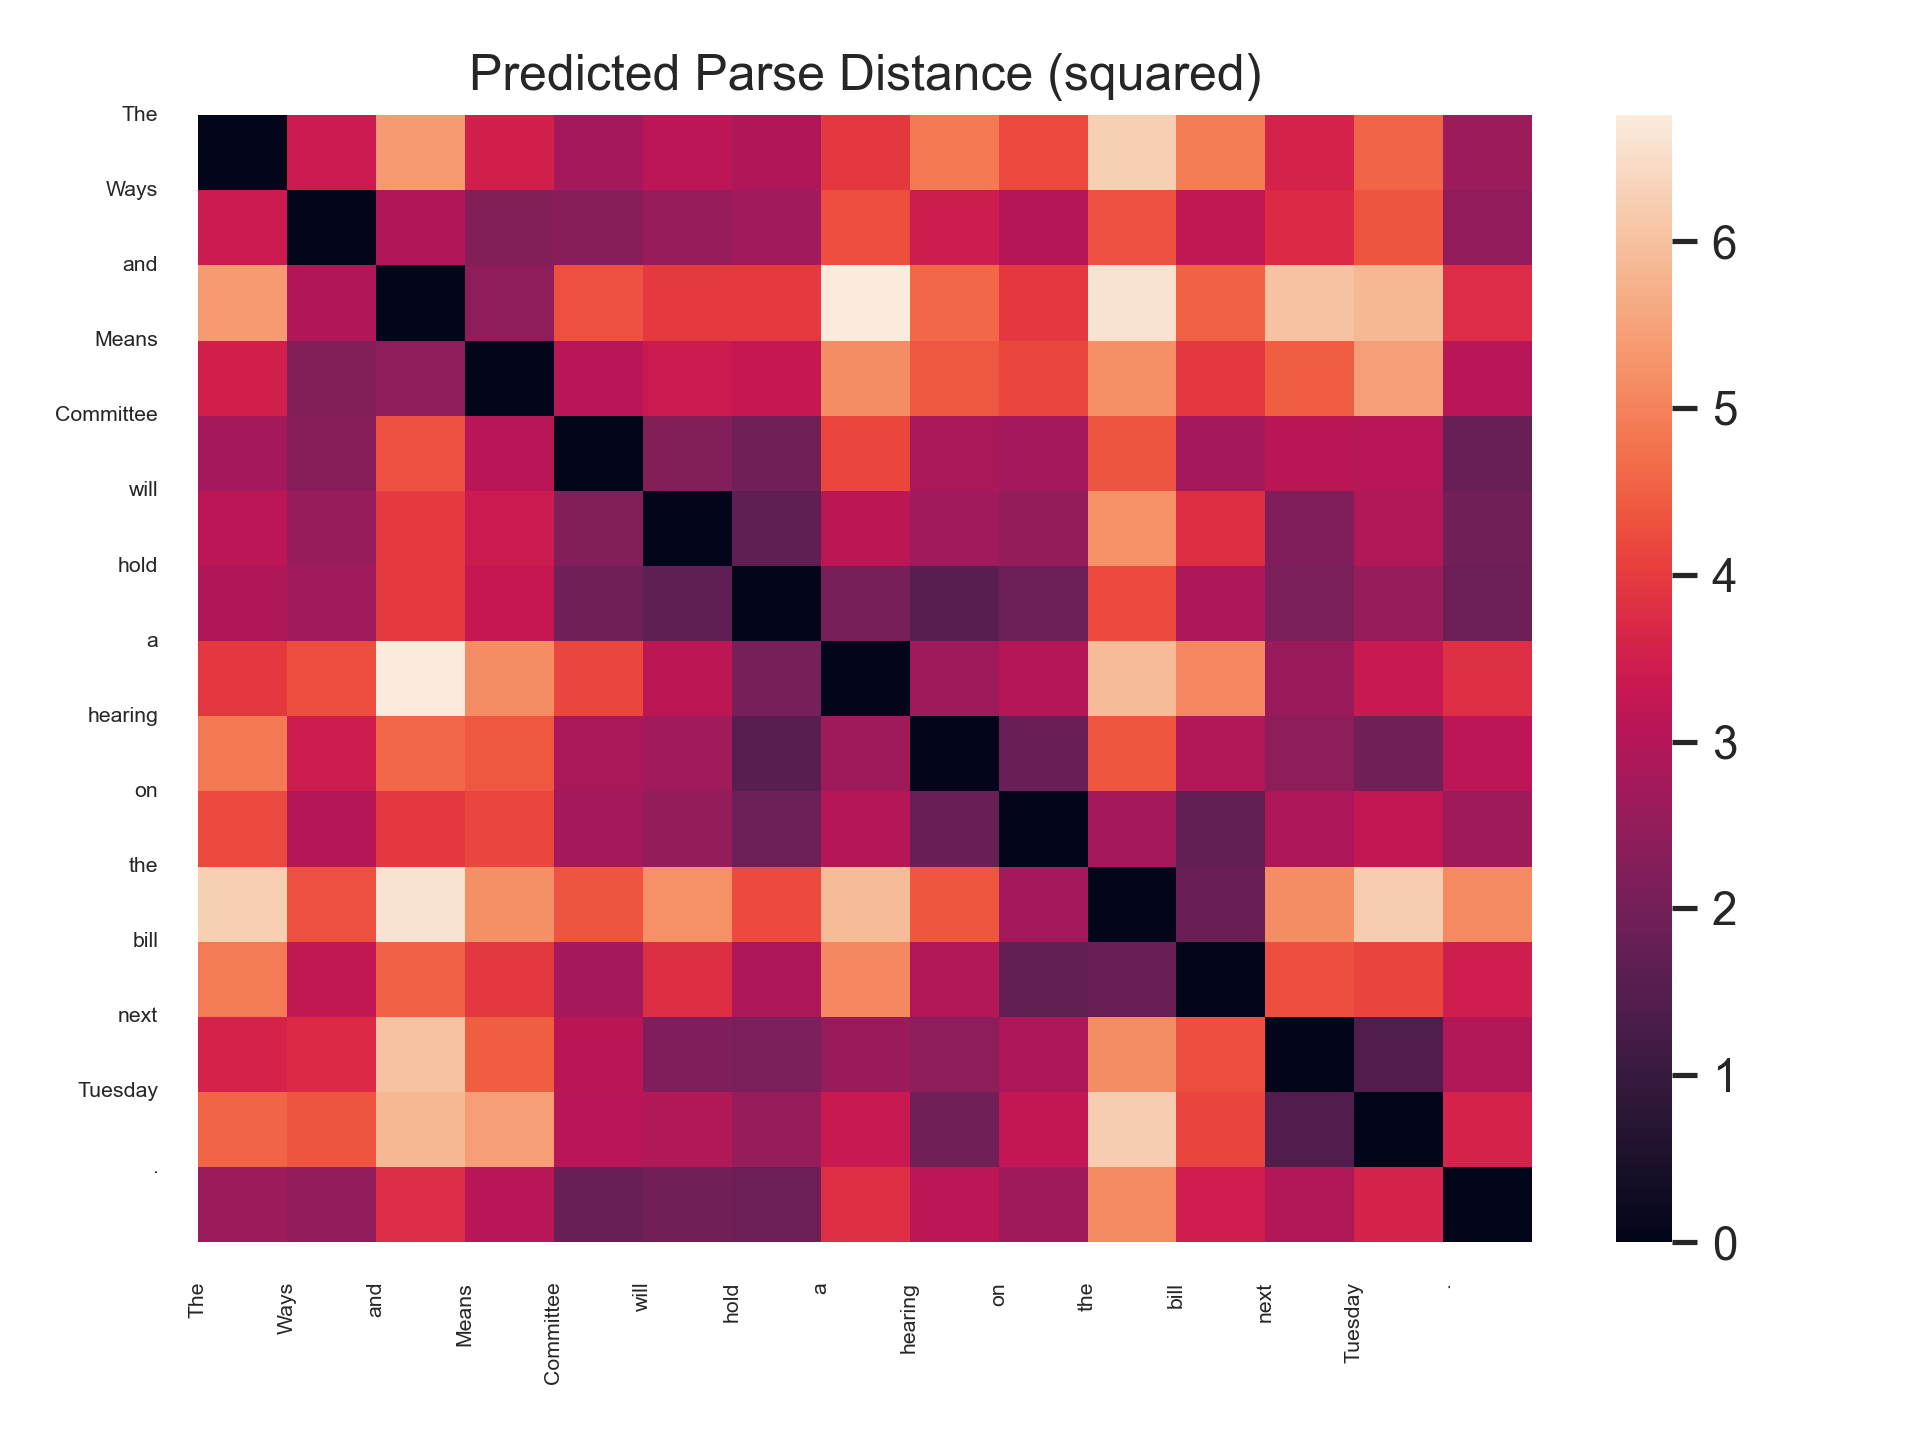 Predicted Parse Distance (squared)
The
Ways
and
Means
Committee
will
hold
a
hearing
on
the
bill
next
Tuesday
.
6
5
4
3
2
1
0
The
Ways
and
Means
Committee
will
hold
a
hearing
on
the
bill
next
Tuesday
.